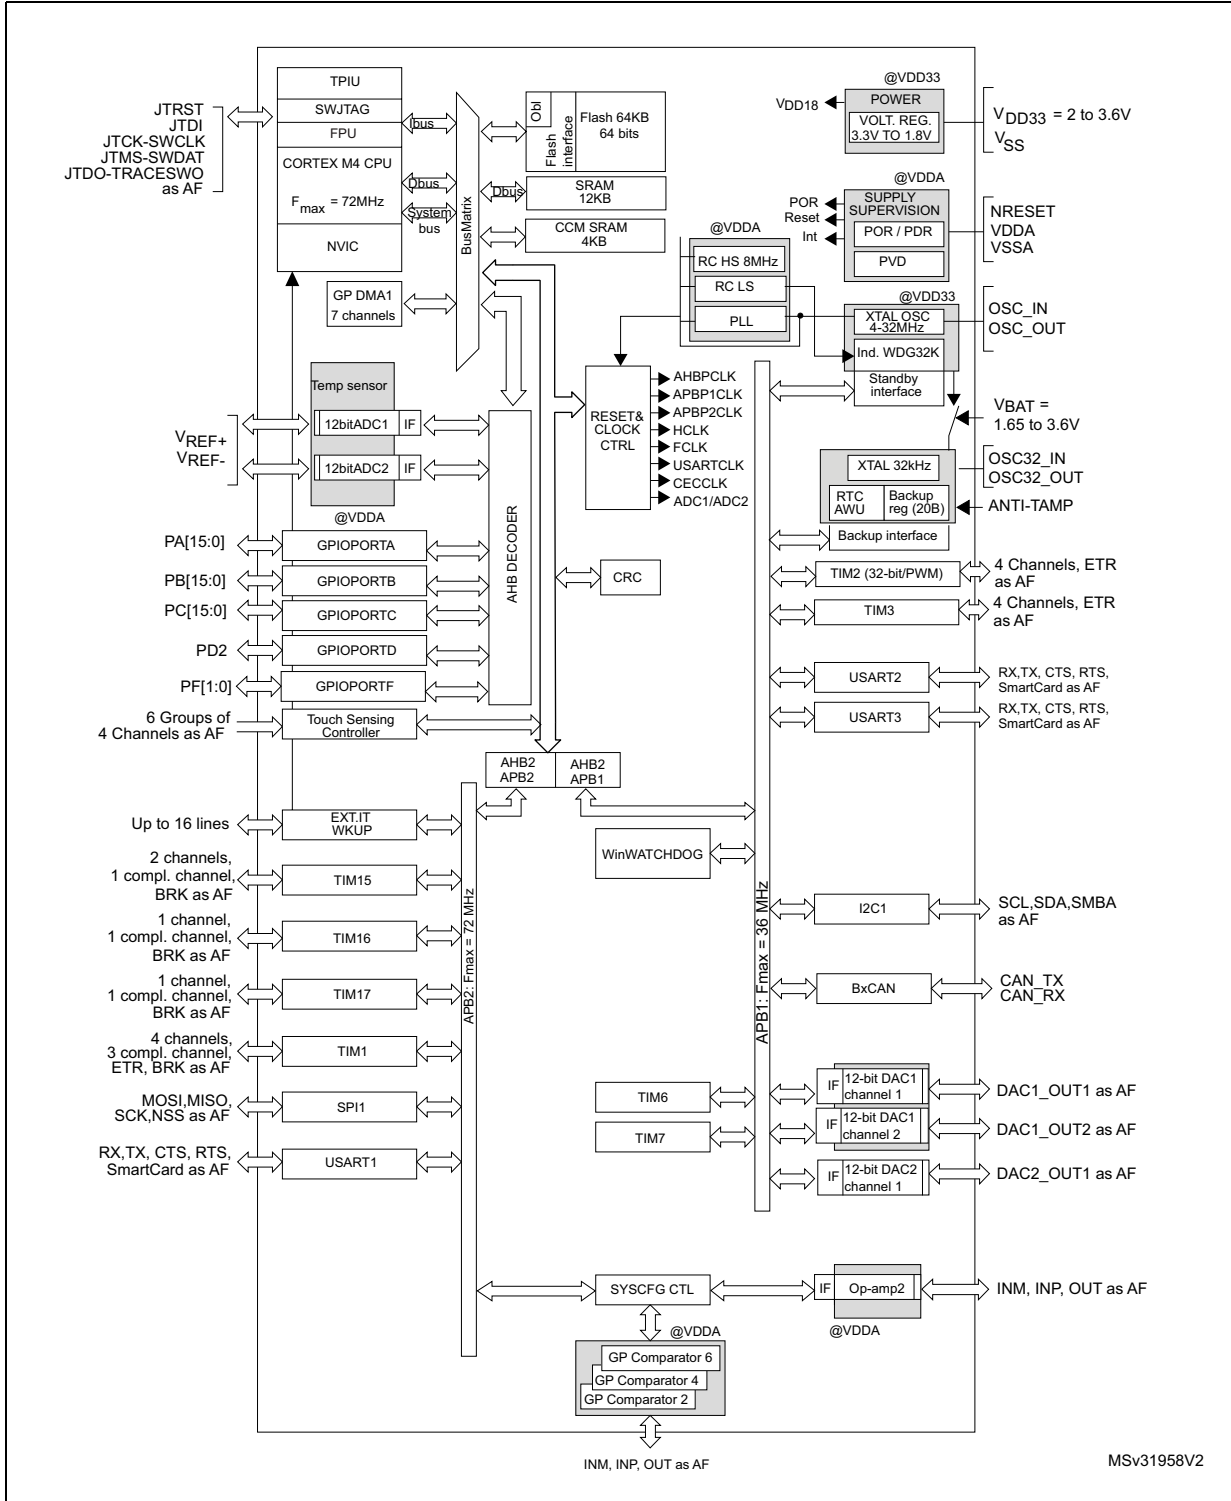 TPIU
SWJTAG
FPU
CORTEX M4 CPU
Fmax = 72MHz
NVIC
JTRST
JTDI
JTCK-SWCLK
JTMS-SWDAT
JTDO-TRACESWO
as AF
Ibus
Dbus
System
bus
BusMatrix
Obl
Flash
interface
Flash 64KB
64 bits
Dbus
SRAM
12KB
CCM SRAM
4KB
GP DMA1
7 channels
@VDD33
POWER
VOLT. REG.
3.3V TO 1.8V
VDD18
VDD33 = 2 to 3.6V
VSS
@VDDA
SUPPLY
SUPERVISION
POR / PDR
PVD
POR
Reset
Int
NRESET
VDDA
VSSA
@VDDA
RC HS 8MHz
RC LS
PLL
@VDD33
XTAL OSC
4-32MHz
Ind. WDG32K
Standby
interface
OSC_IN
OSC_OUT
VBAT =
1.65 to 3.6V
XTAL 32kHz
RTC
AWU
Backup
reg (20B)
Backup interface
OSC32_IN
OSC32_OUT
ANTI-TAMP
RESET&
CLOCK
CTRL
AHBPCLK
APBP1CLK
APBP2CLK
HCLK
FCLK
USARTCLK
CECCLK
ADC1/ADC2
Temp sensor
12bitADC1
IF
12bitADC2
IF
@VDDA
VREF+
VREF-
AHB DECODER
PA[15:0]
GPIOPORTA
PB[15:0]
GPIOPORTB
PC[15:0]
GPIOPORTC
PD2
GPIOPORTD
PF[1:0]
GPIOPORTF
6 Groups of
4 Channels as AF
Touch Sensing
Controller
CRC
TIM2 (32-bit/PWM)
4 Channels, ETR
as AF
TIM3
4 Channels, ETR
as AF
USART2
RX,TX, CTS, RTS,
SmartCard as AF
USART3
RX,TX, CTS, RTS,
SmartCard as AF
AHB2
APB2
AHB2
APB1
Up to 16 lines
EXT.IT
WKUP
2 channels,
1 compl. channel,
BRK as AF
TIM15
1 channel,
1 compl. channel,
BRK as AF
TIM16
1 channel,
1 compl. channel,
BRK as AF
TIM17
4 channels,
3 compl. channel,
ETR, BRK as AF
TIM1
MOSI,MISO,
SCK,NSS as AF
SPI1
RX,TX, CTS, RTS,
SmartCard as AF
USART1
APB2: Fmax = 72 MHz
WinWATCHDOG
APB1: Fmax = 36 MHz
I2C1
SCL,SDA,SMBA
as AF
BxCAN
CAN_TX
CAN_RX
TIM6
TIM7
IF
12-bit DAC1
channel 1
DAC1_OUT1 as AF
IF
12-bit DAC1
channel 2
DAC1_OUT2 as AF
IF
12-bit DAC2
channel 1
DAC2_OUT1 as AF
SYSCFG CTL
IF
Op-amp2
INM, INP, OUT as AF
@VDDA
@VDDA
GP Comparator 6
GP Comparator 4
GP Comparator 2
INM, INP, OUT as AF
MSv31958V2